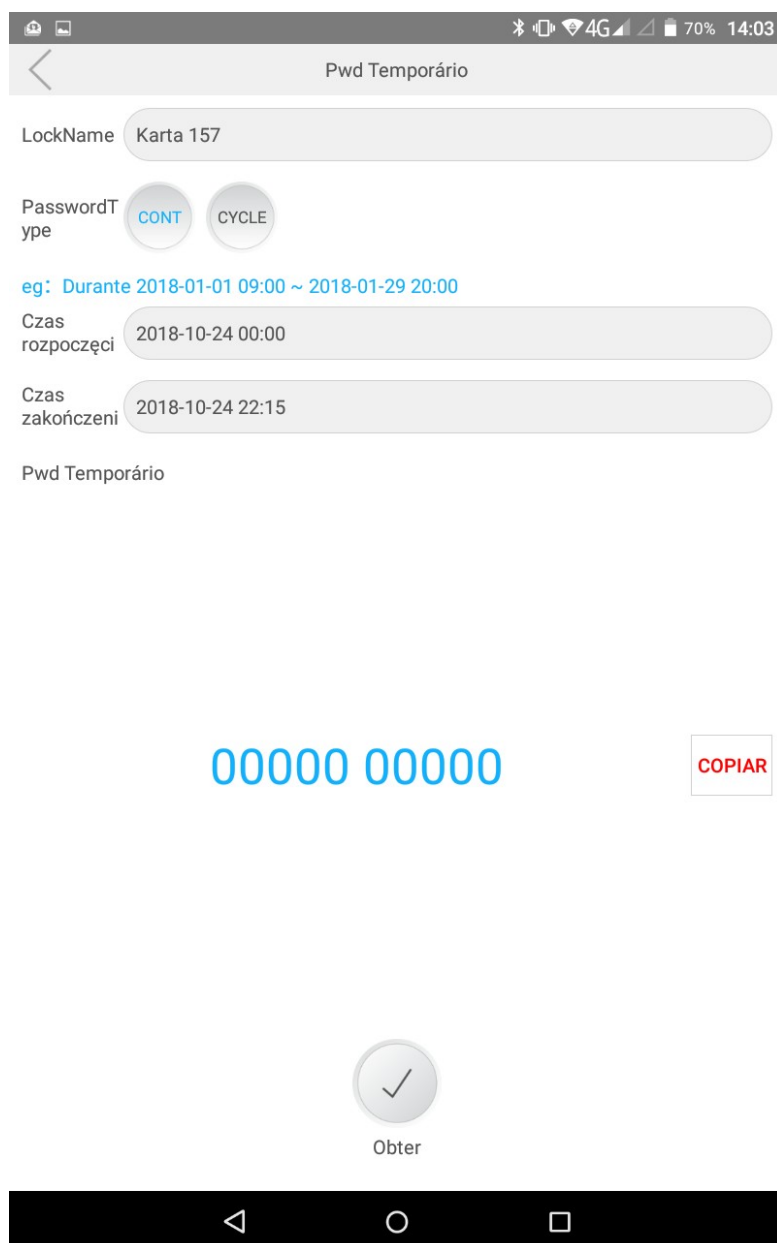 4G 70% 14:03
Pwd Temporário
LockName Karta 157
PasswordT
ype
CONT CYCLE
eg: Durante 2018-01-01 09:00 ~ 2018-01-29 20:00
Czas
rozpoczęci
2018-10-24 00:00
Czas
zakończeni
2018-10-24 22:15
Pwd Temporário
00000 00000
COPIAR
Obter